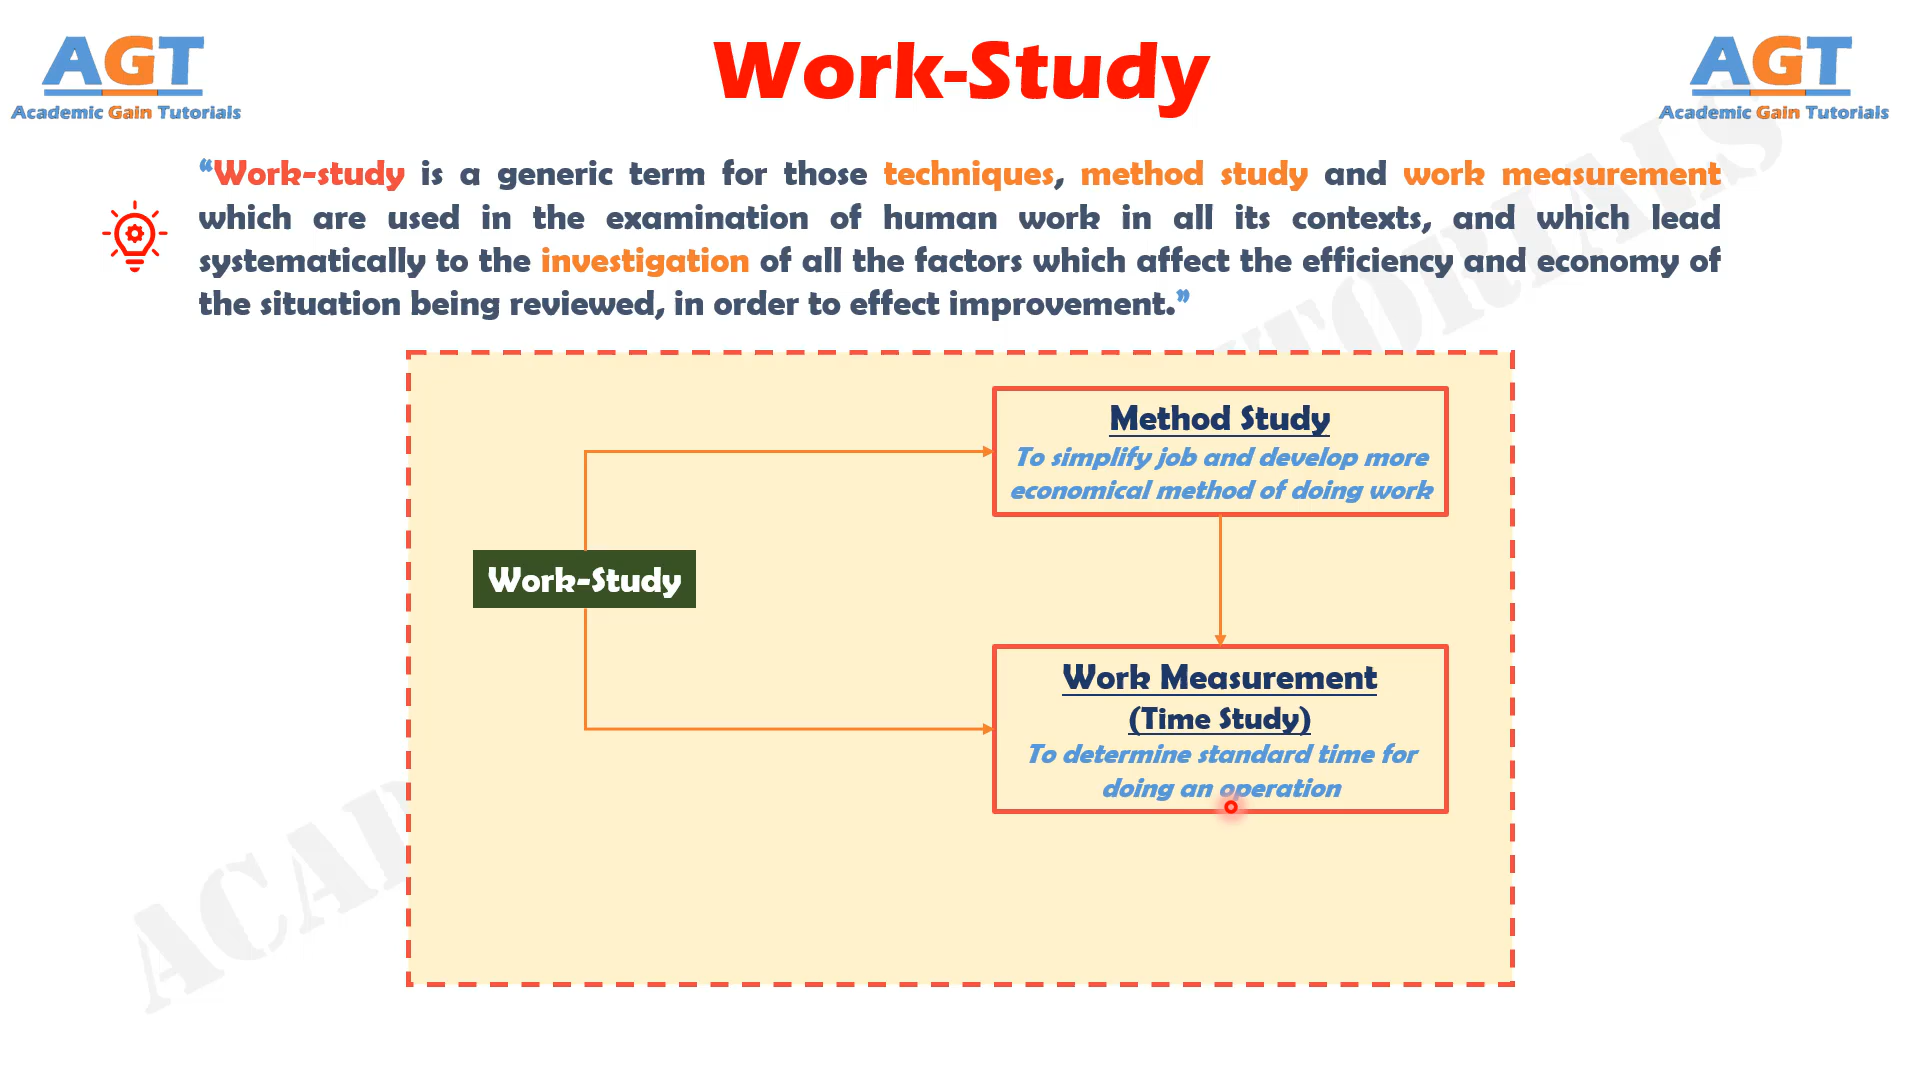 AGT
Academic Gain Tutorials
Work-Study
AGT
Academic Gain Tutorials
“Work-study is a generic term for those techniques, method study and work measurement
which are used in the examination of human work in all its contexts, and which lead
systematically to the investigation of all the factors which affect the efficiency and economy of
the situation being reviewed, in order to effect improvement.”
Method Study
To simplify job and develop more
economical method of doing work
Work-Study
Work Measurement
(Time Study)
To determine standard time for
doing an operation